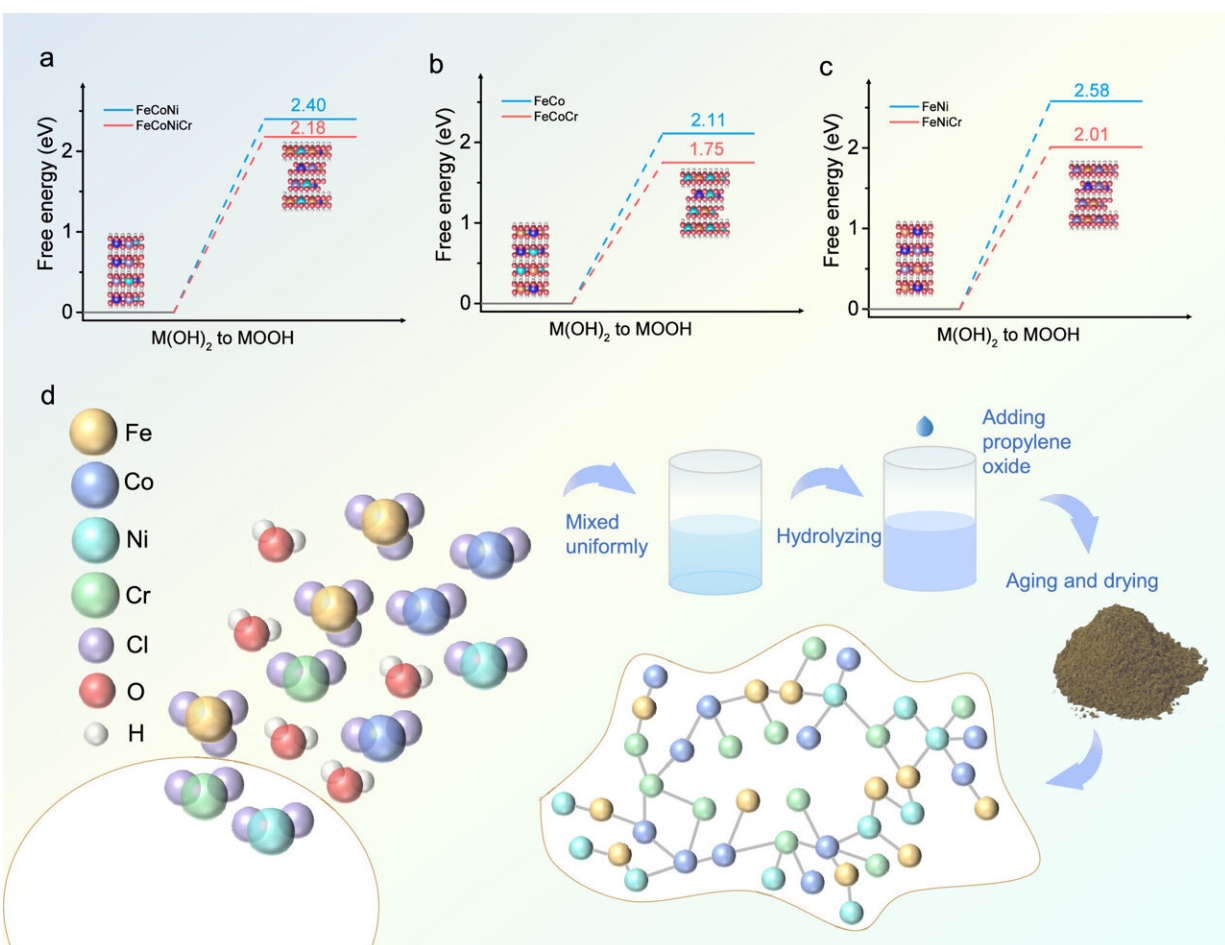 a
FeCoNi
FeCoNiCr
2.40
2.18
Free energy (eV)
2
1
0
M(OH)2 to MOOH
b
FeCo
FeCoCr
2.11
1.75
Free energy (eV)
2
1
0
M(OH)2 to MOOH
c
FeNi
FeNiCr
2.58
2.01
Free energy (eV)
2
1
0
M(OH)2 to MOOH
d
Fe
Co
Ni
Cr
Cl
O
H
Mixed
uniformly
Hydrolyzing
Adding
propylene
oxide
Aging and drying